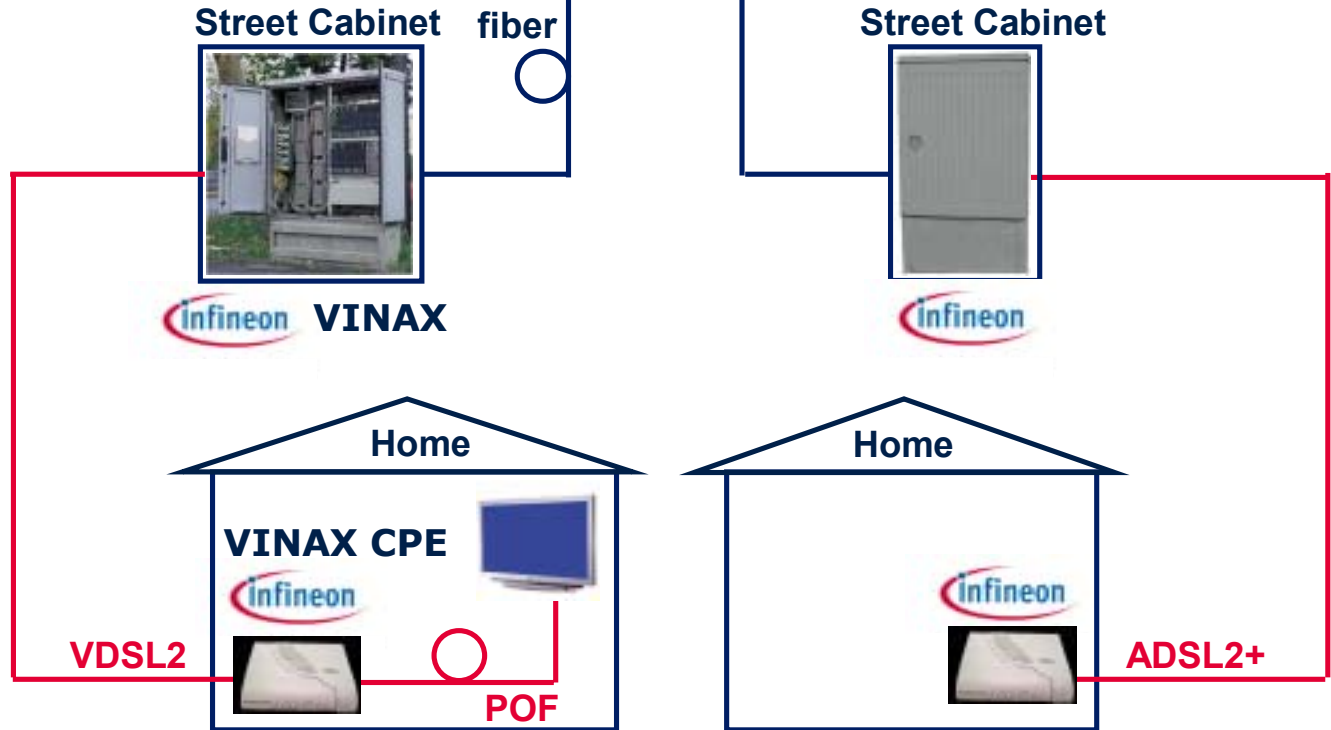 Street Cabinet
fiber
Street Cabinet
infineon VINAX
infineon
Home
Home
VINAX CPE
infineon
infineon
VDSL2
POF
ADSL2+